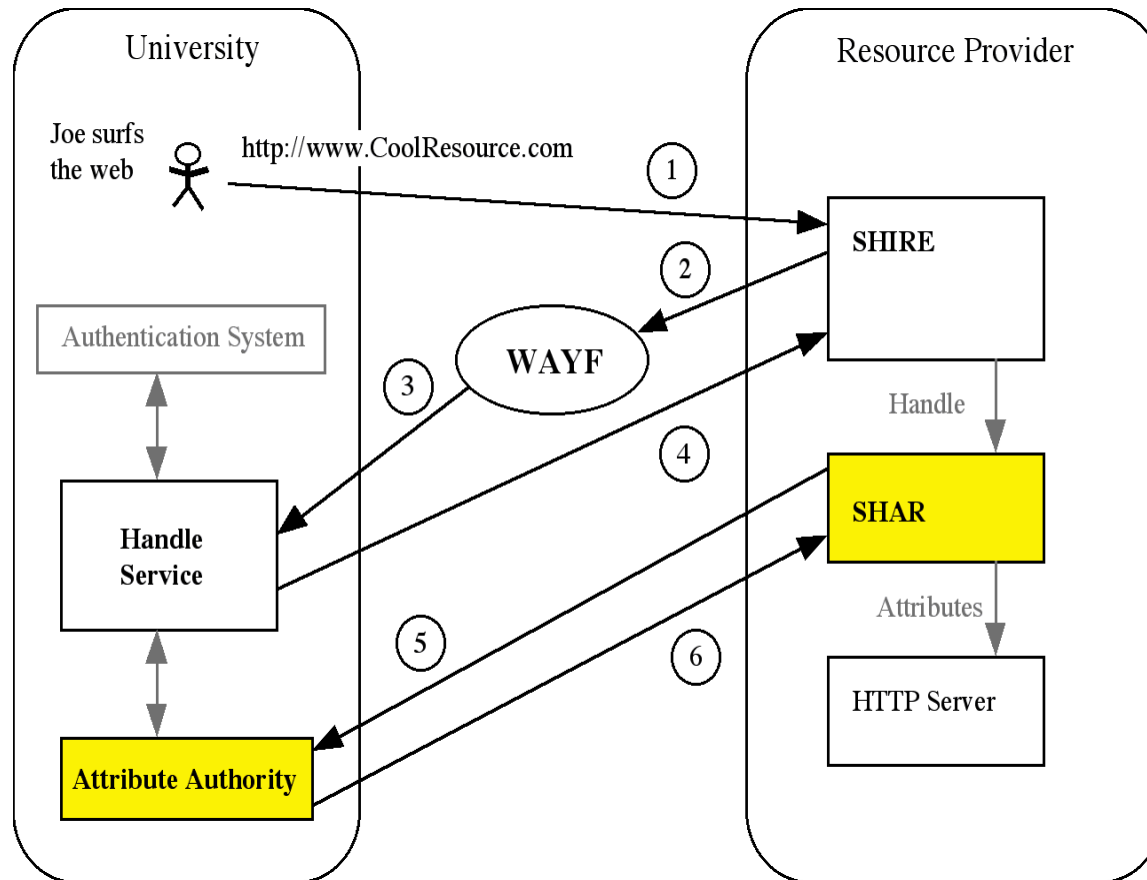 University
Resource Provider
Joe surfs
the web
http://www.CoolResource.com
1
SHIRE
2
Authentication System
WAYF
3
Handle
4
Handle
Service
SHAR
Attributes
5
6
HTTP Server
Attribute Authority